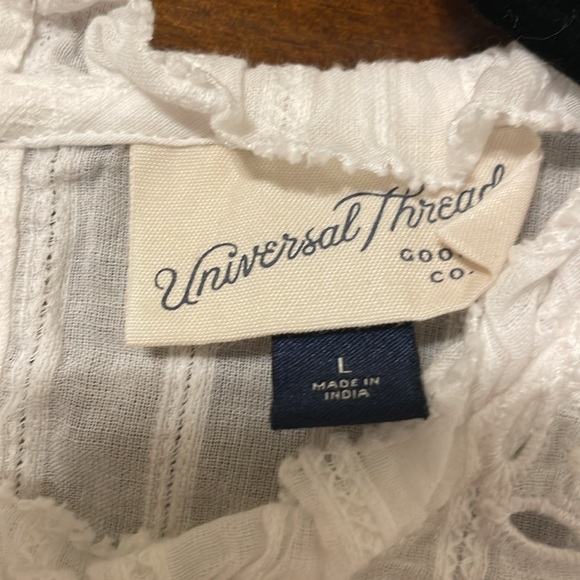 Universal Thread
GOO
CO.
L
MADE IN
INDIA